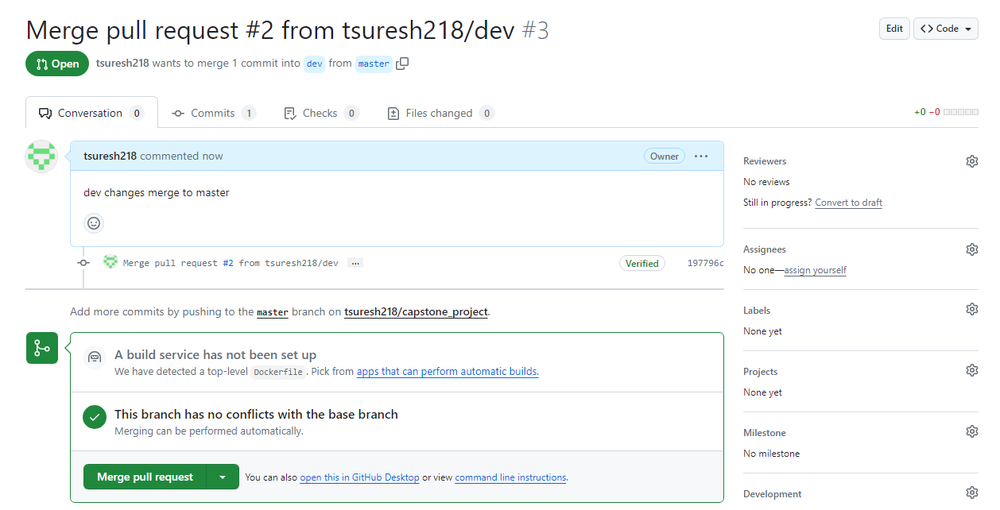 Merge pull request #2 from tsuresh218/dev #3
Edit
Code
Open
tsuresh218 wants to merge 1 commit into dev from master
Conversation 0
Commits 1
Checks 0
Files changed 0
+0 −0
tsuresh218 commented now
Owner
...
dev changes merge to master
Merge pull request #2 from tsuresh218/dev ...
Verified
197796c
Add more commits by pushing to the master branch on tsuresh218/capstone_project.
A build service has not been set up
We have detected a top-level Dockerfile. Pick from apps that can perform automatic builds.
This branch has no conflicts with the base branch
Merging can be performed automatically.
Merge pull request
You can also open this in GitHub Desktop or view command line instructions.
Reviewers
No reviews
Still in progress? Convert to draft
Assignees
No one—assign yourself
Labels
None yet
Projects
None yet
Milestone
No milestone
Development